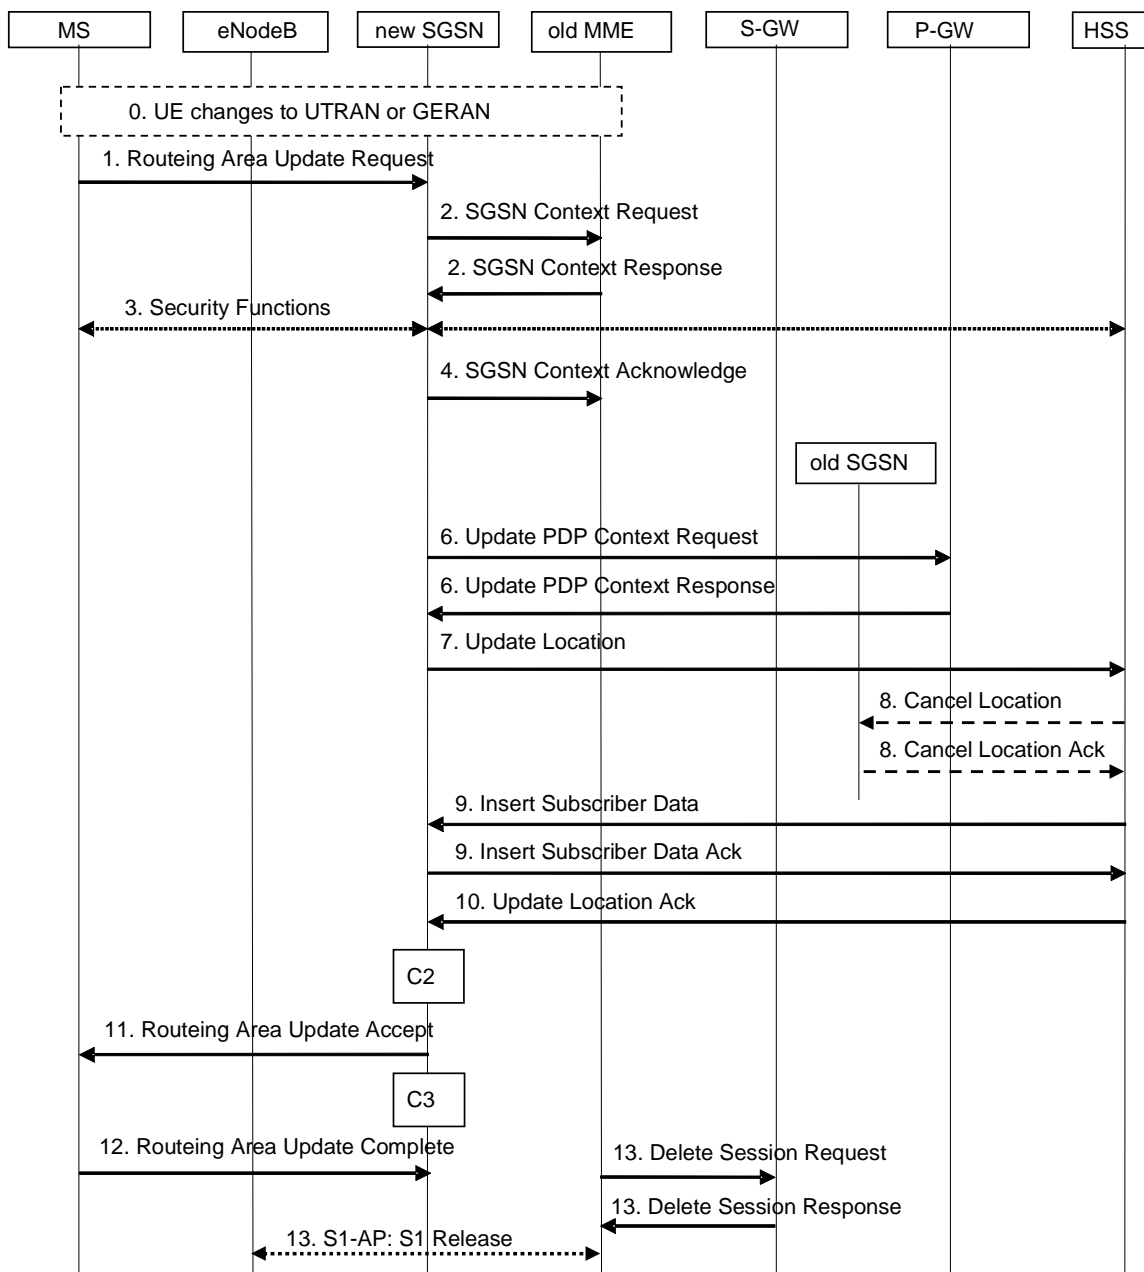 MS eNodeB new SGSN old MME S-GW P-GW HSS
0. UE changes to UTRAN or GERAN
1. Routeing Area Update Request
2. SGSN Context Request
2. SGSN Context Response
3. Security Functions
4. SGSN Context Acknowledge
old SGSN
6. Update PDP Context Request
6. Update PDP Context Response
7. Update Location
8. Cancel Location
8. Cancel Location Ack
9. Insert Subscriber Data
9. Insert Subscriber Data Ack
10. Update Location Ack
C2
11. Routeing Area Update Accept
C3
12. Routeing Area Update Complete
13. Delete Session Request
13. Delete Session Response
13. S1-AP: S1 Release